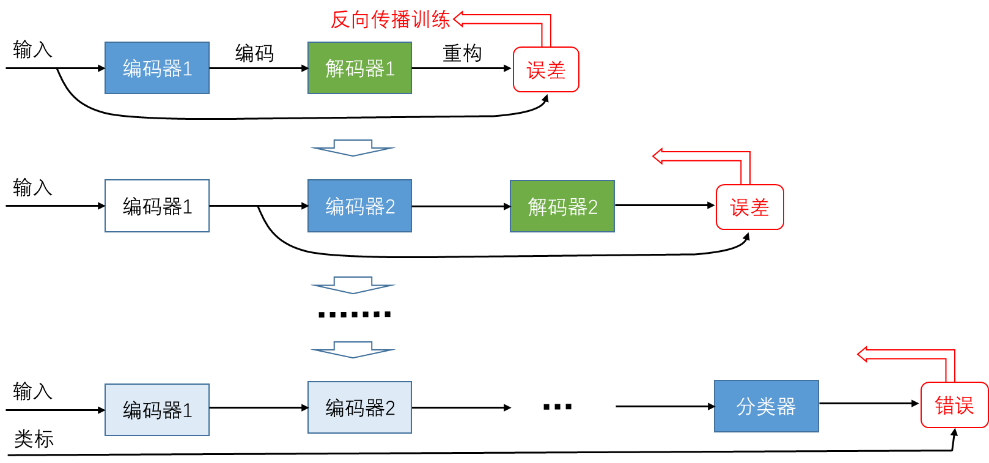 反向传播训练
输入
编码器1
编码
解码器1
重构
误差
输入
编码器1
编码器2
解码器2
误差
输入
编码器1
编码器2
分类器
错误
类标